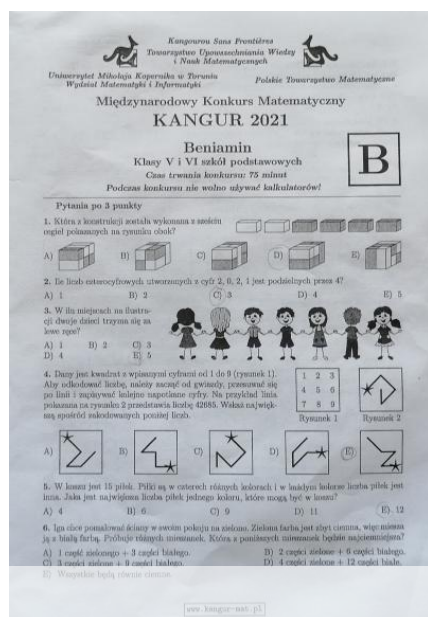 Kangourou Sans Frontières
Towarzystwo Upowszechniania Wiedzy
i Nauk Matematycznych
Uniwersytet Mikołaja Kopernika w Toruniu
Wydział Matematyki i Informatyki
Polskie Towarzystwo Matematyczne
Międzynarodowy Konkurs Matematyczny
KANGUR 2021
Beniamin
Klasy V i VI szkół podstawowych
Czas trwania konkursu: 75 minut
Podczas konkursu nie wolno używać kalkulatorów!
B
Pytania po 3 punkty
1. Która z konstrukcji została wykonana z sześciu
cegieł pokazanych na rysunku obok?
A) B) C) D) E)
2. Ile liczb czterocyfrowych utworzonych z cyfr 2, 0, 2, 1 jest podzielnych przez 4?
A) 1 B) 2 C) 3 D) 4 E) 5
3. W ilu miejscach na ilustra-
cji dwoje dzieci trzyma się za
lewe ręce?
A) 1 B) 2 C) 3
D) 4 E) 5
4. Dany jest kwadrat z wpisanymi cyframi od 1 do 9 (rysunek 1).
Aby odkodować liczbę, należy zacząć od gwiazdy, przesuwać się
po linii i zapisywać kolejno napotkane cyfry. Na przykład linia
pokazana na rysunku 2 przedstawia liczbę 42685. Wskaż najwięk-
szą spośród zakodowanych poniżej liczb.
1 2 3
4 5 6
7 8 9
Rysunek 1 Rysunek 2
A) B) C) D) E)
5. W koszu jest 15 piłek. Piłki są w czterech różnych kolorach i w każdym kolorze liczba piłek jest
inna. Jaka jest największa liczba piłek jednego koloru, które mogą być w koszu?
A) 4 B) 6 C) 9 D) 11 E) 12
6. Iga chce pomalować ściany w swoim pokoju na zielono. Zielona farba jest zbyt ciemna, więc miesza
ją z białą farbą. Próbuje różnych mieszanek. Która z poniższych mieszanek będzie najciemniejsza?
A) 1 część zielonego + 3 części białego. B) 2 części zielone + 6 części białego.
C) 3 części zielone + 9 części białego. D) 4 części zielone + 12 części białe.
E) Wszystkie będą równie ciemne.
www.kangur-mat.pl